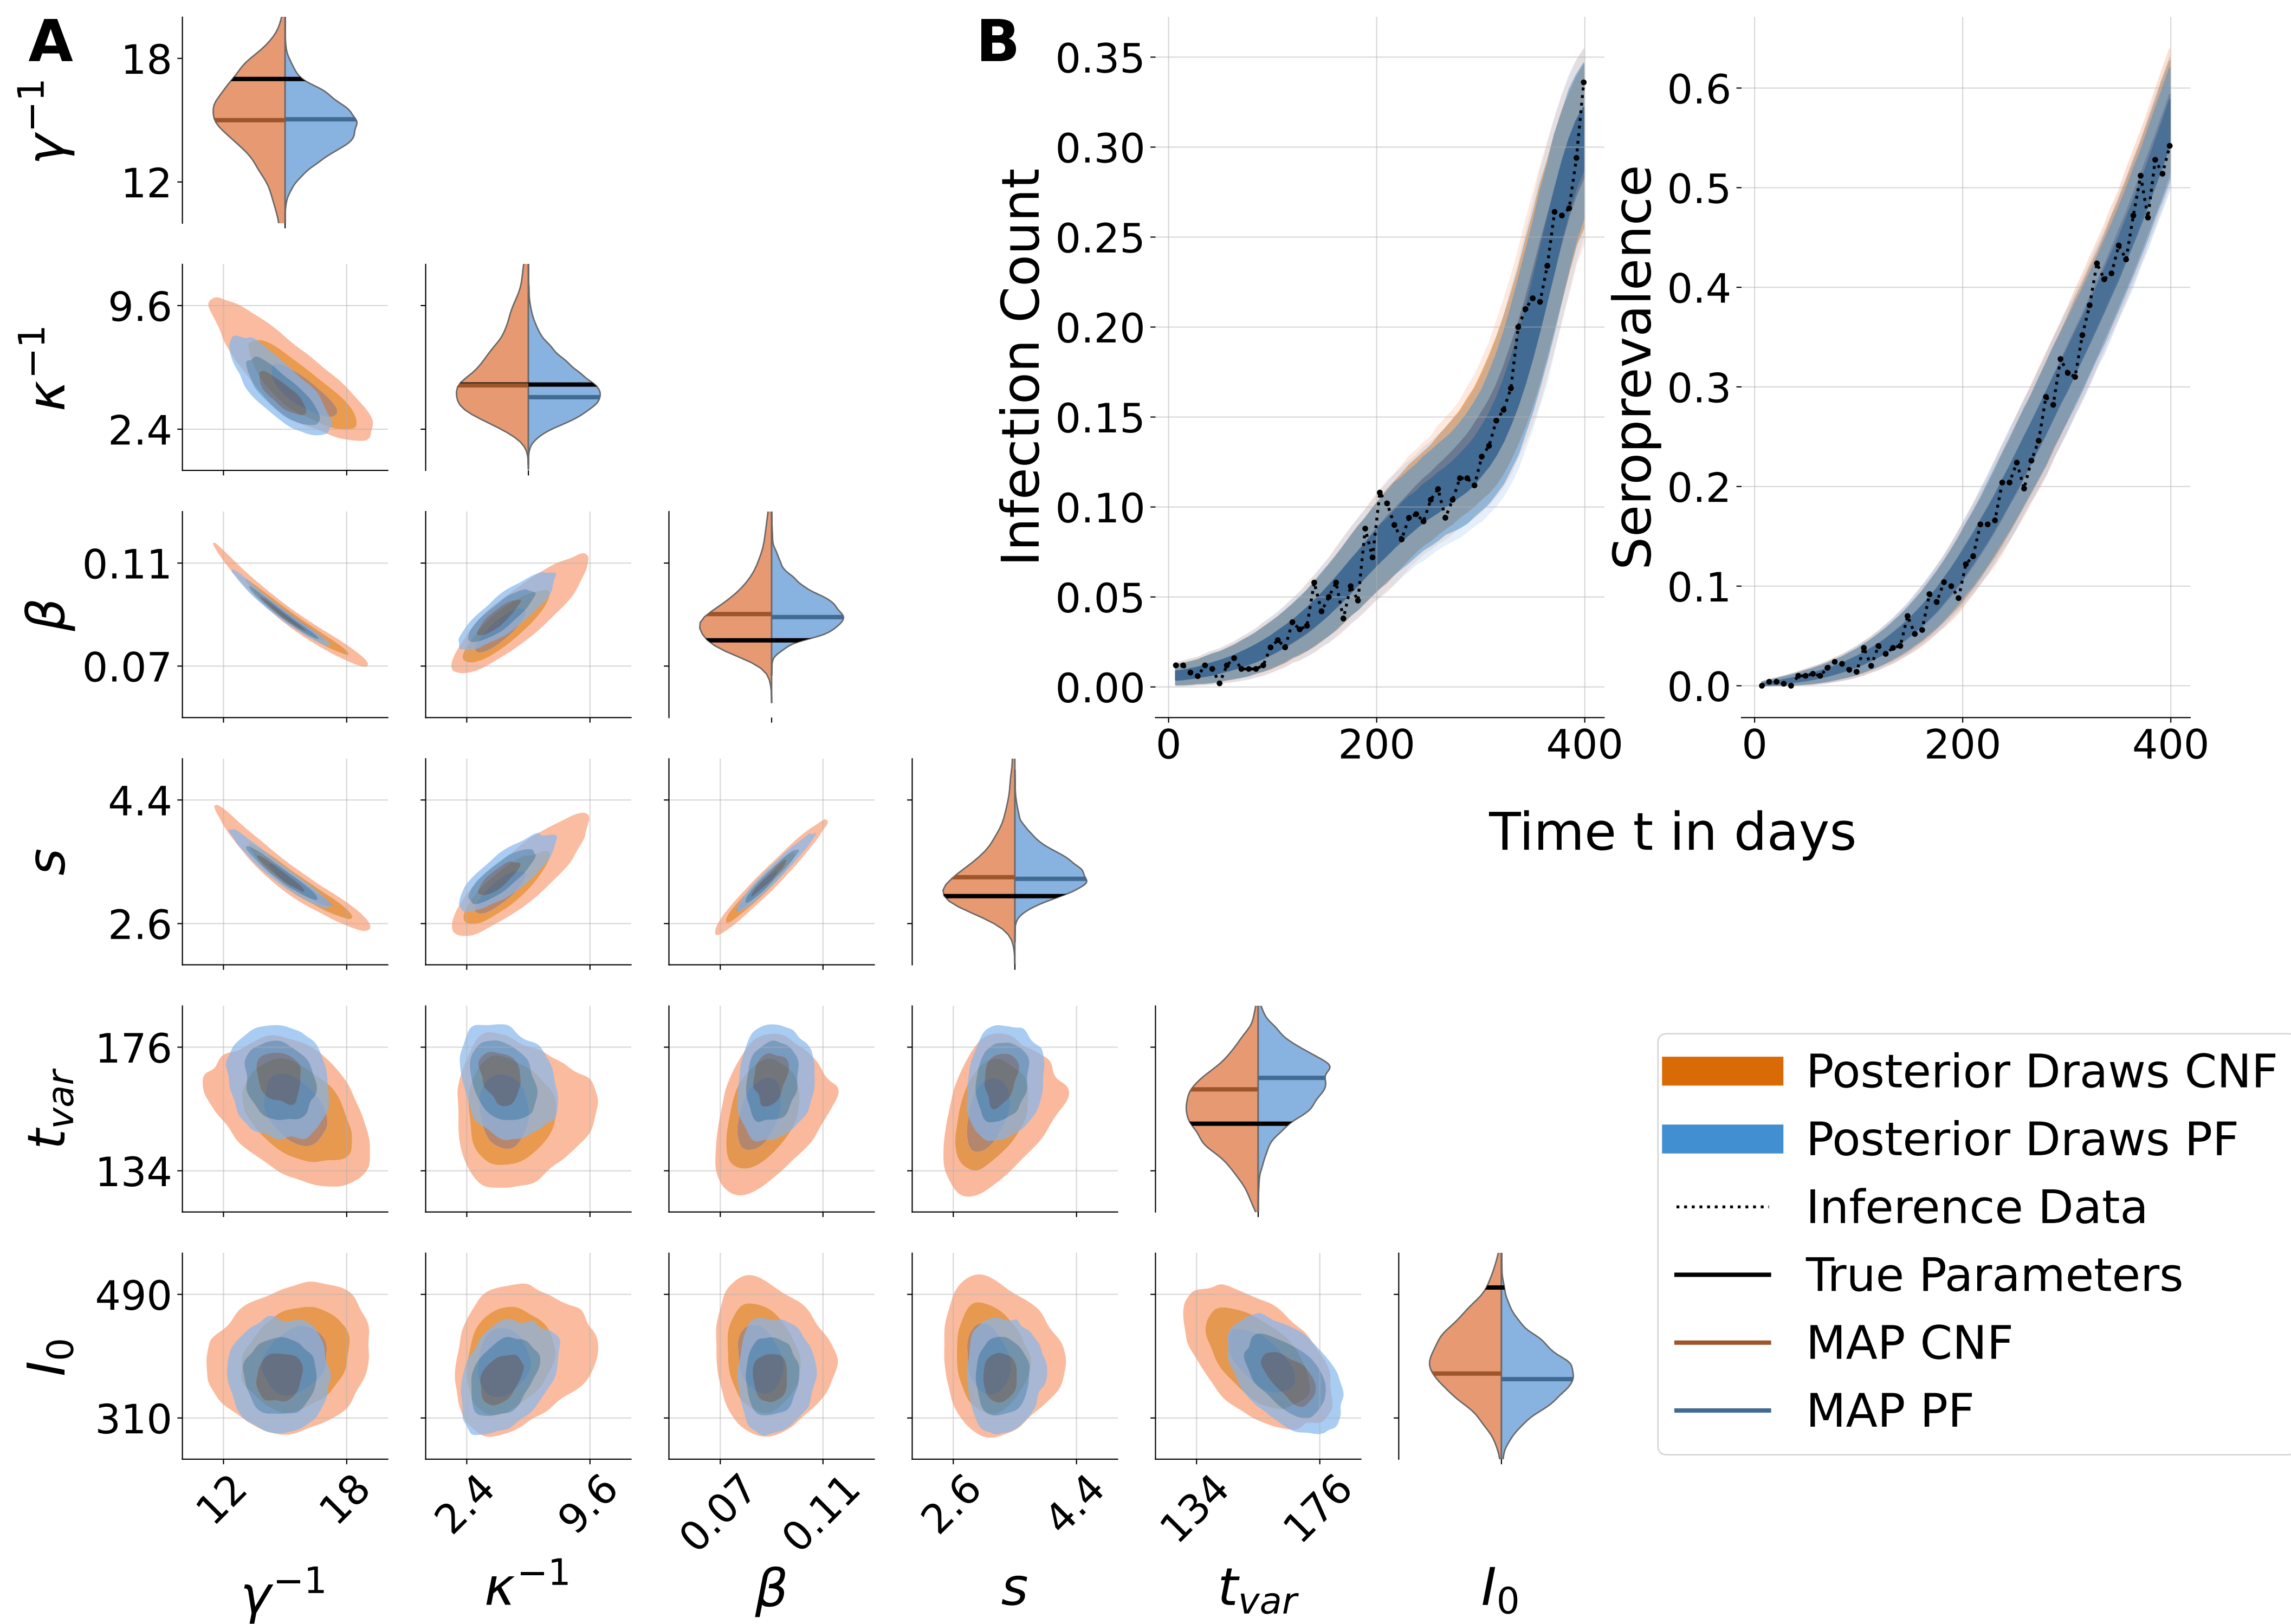 A
γ⁻¹
18
12
κ⁻¹
9.6
2.4
β
0.11
0.07
s
4.4
2.6
t_var
176
134
I₀
490
310
12 18 2.4 9.6 0.07 0.11 2.6 4.4 134 176
γ⁻¹ κ⁻¹ β s t_var I₀
B
Infection Count
0.35
0.30
0.25
0.20
0.15
0.10
0.05
0.00
0 200 400
Seroprevalence
0.6
0.5
0.4
0.3
0.2
0.1
0.0
0 200 400
Time t in days
Posterior Draws CNF
Posterior Draws PF
Inference Data
True Parameters
MAP CNF
MAP PF